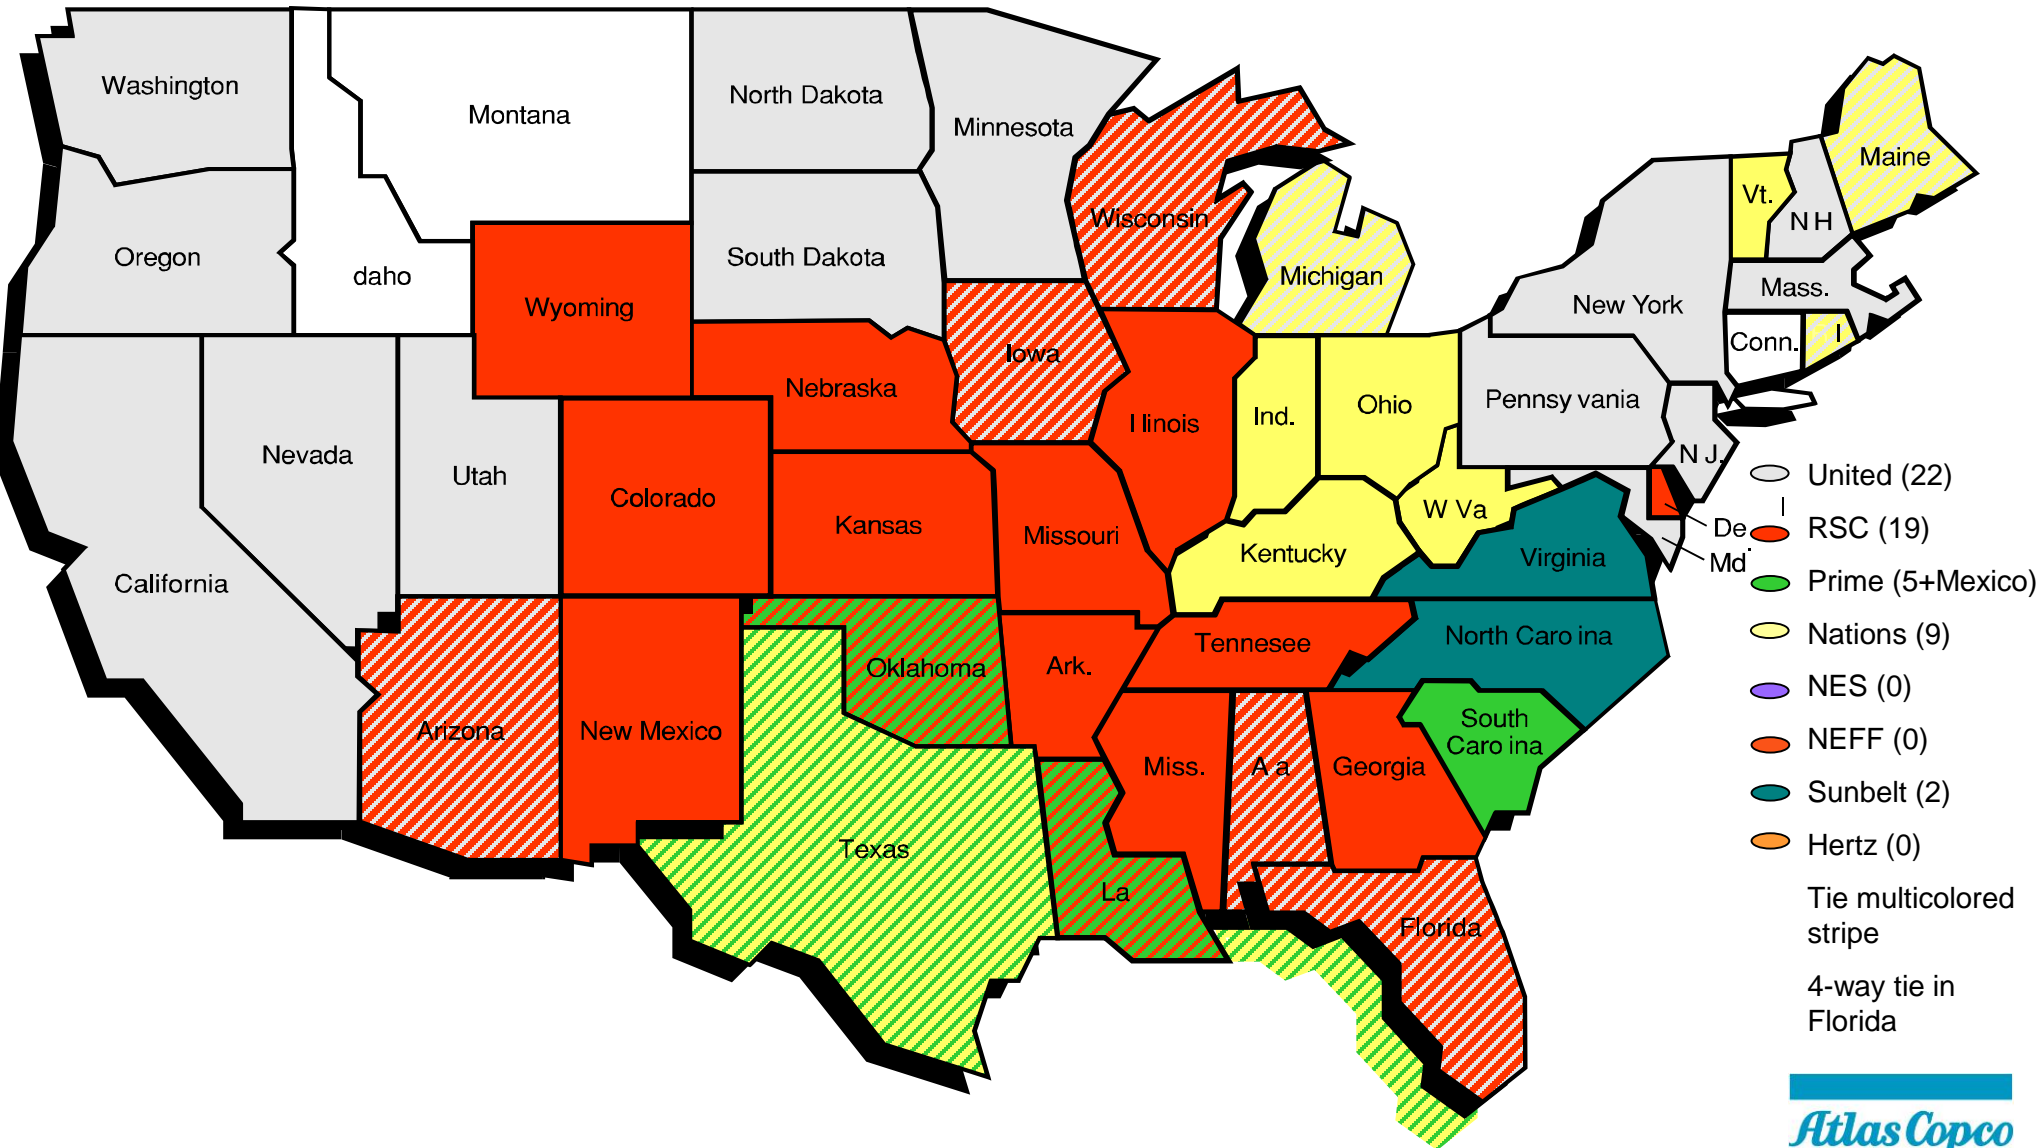 Washington
Montana
North Dakota
Minnesota
Maine
Vt.
N H
Wisconsin
Oregon
daho
South Dakota
Michigan
Mass.
New York
Wyoming
I
Conn.
Iowa
Nebraska
Pennsy vania
Ohio
Ind.
I linois
Nevada
N J.
Utah
Colorado
Kansas
W Va
Missouri
Kentucky
Virginia
De
Md.
California
North Caro ina
Tennesee
Oklahoma
Ark.
Arizona
New Mexico
South
Caro ina
Miss.
A a
Georgia
Texas
La
Florida
United (22)
l
RSC (19)
Prime (5+Mexico)
Nations (9)
NES (0)
NEFF (0)
Sunbelt (2)
Hertz (0)
Tie multicolored
stripe
4-way tie in
Florida
Atlas Copco